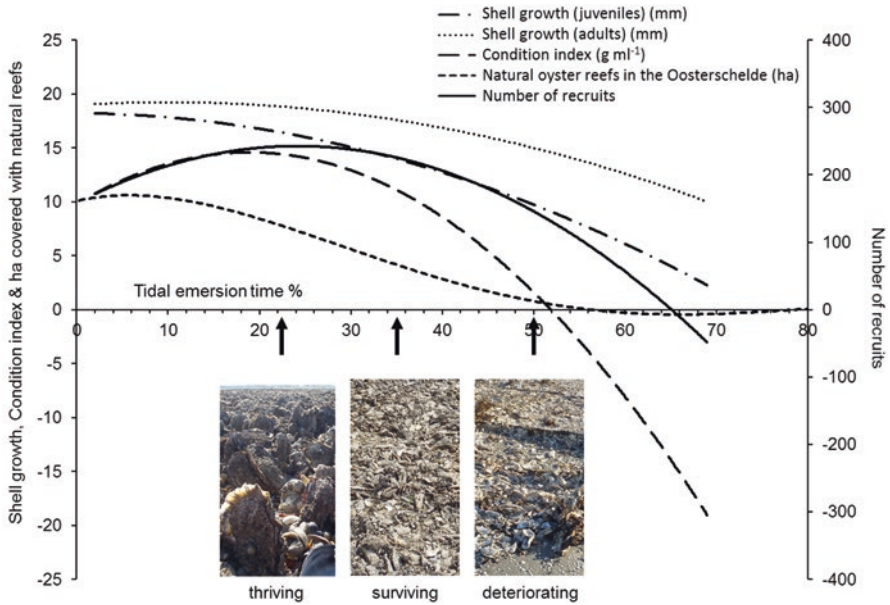 Shell growth (juveniles) (mm)
Shell growth (adults) (mm)
Condition index (g ml-1)
Natural oyster reefs in the Oosterschelde (ha)
Number of recruits
25
20
15
10
5
0
-5
-10
-15
-20
-25
Shell growth, Condition index & ha covered with natural reefs
400
300
200
100
0
-100
-200
-300
-400
Number of
recruits
Tidal emersion time %
0 10 20 30 40 50 60 70 80
thriving surviving deteriorating